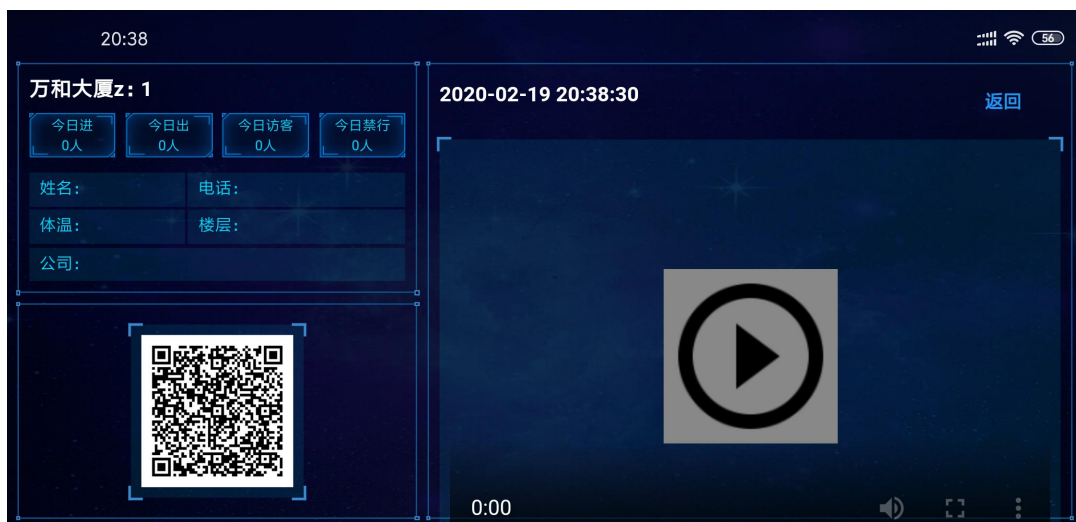 20:38
56
万和大厦z: 1
今日进
0人
今日出
0人
今日访客
0人
今日禁行
0人
姓名:
电话:
体温:
楼层:
公司:
2020-02-19 20:38:30
返回
0:00